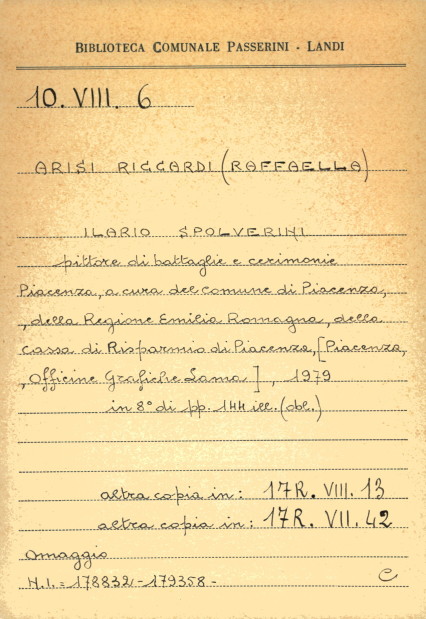 BIBLIOTECA COMUNALE PASSERINI - LANDI
10. VIII. 6
ARISI RICCARDI (RAFFAELLA)
ILARIO SPOLVERINI
pittore di battaglie e cerimonie
Piacenza, a cura del comune di Piacenza,
, della Regione Emilia Romagna, della
Cassa di Risparmio di Piacenza, [Piacenza,
, Officine Grafiche Lama], 1979
in 8° di pp. 144 ill. (obl.)
altra copia in: 17R. VIII. 13
altra copia in: 17R. VII. 42
Omaggio
N.I. = 178832 - 179358 - C